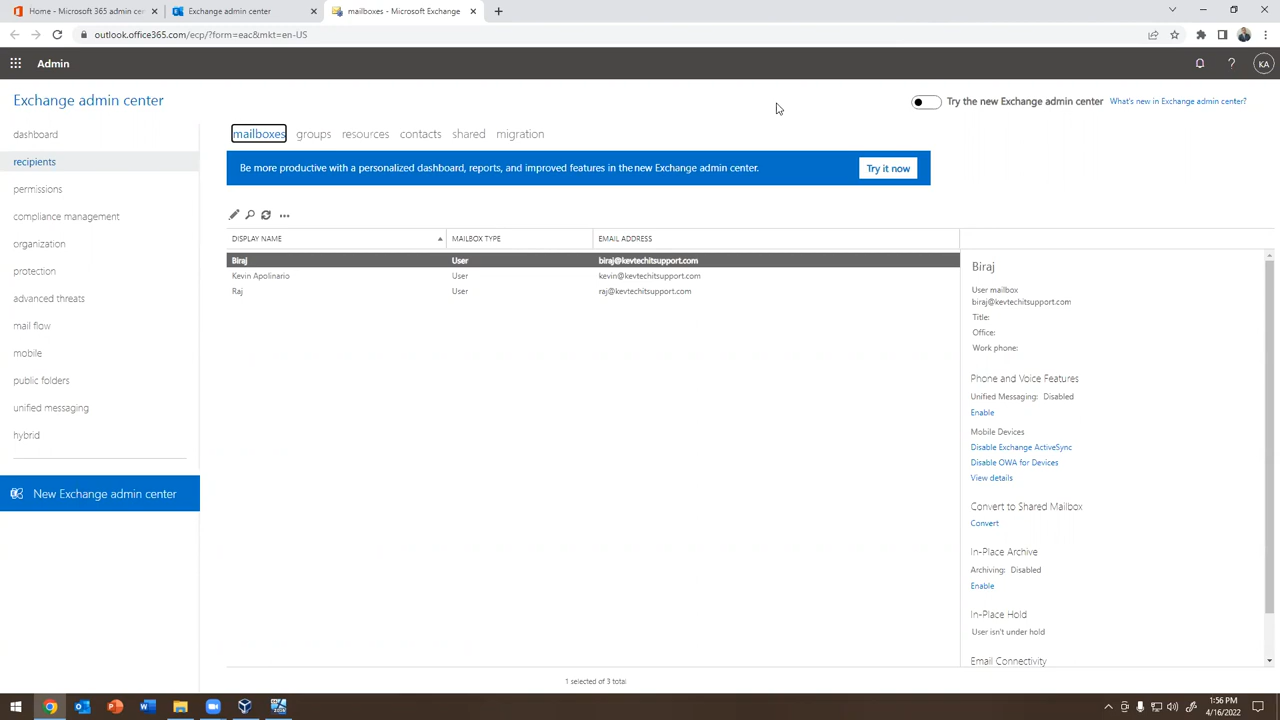 Home - Microsoft 365 admin cen
Exchange admin center
mailboxes - Microsoft Exchange
outlook.office365.com/ecp/?form=eac&mkt=en-US
Admin
KA
Exchange admin center
Try the new Exchange admin center
What's new in Exchange admin center?
dashboard
recipients
permissions
compliance management
organization
protection
advanced threats
mail flow
mobile
public folders
unified messaging
hybrid
New Exchange admin center
mailboxes groups resources contacts shared migration
Be more productive with a personalized dashboard, reports, and improved features in the new Exchange admin center.
Try it now
DISPLAY NAME MAILBOX TYPE EMAIL ADDRESS
Biraj User biraj@kevtechitsupport.com
Kevin Apolinario User kevin@kevtechitsupport.com
Raj User raj@kevtechitsupport.com
Biraj
User mailbox
biraj@kevtechitsupport.com
Title:
Office:
Work phone:
Phone and Voice Features
Unified Messaging: Disabled
Enable
Mobile Devices
Disable Exchange ActiveSync
Disable OWA for Devices
View details
Convert to Shared Mailbox
Convert
In-Place Archive
Archiving: Disabled
Enable
In-Place Hold
User isn't under hold
Email Connectivity
1 selected of 3 total
1:56 PM
4/16/2022